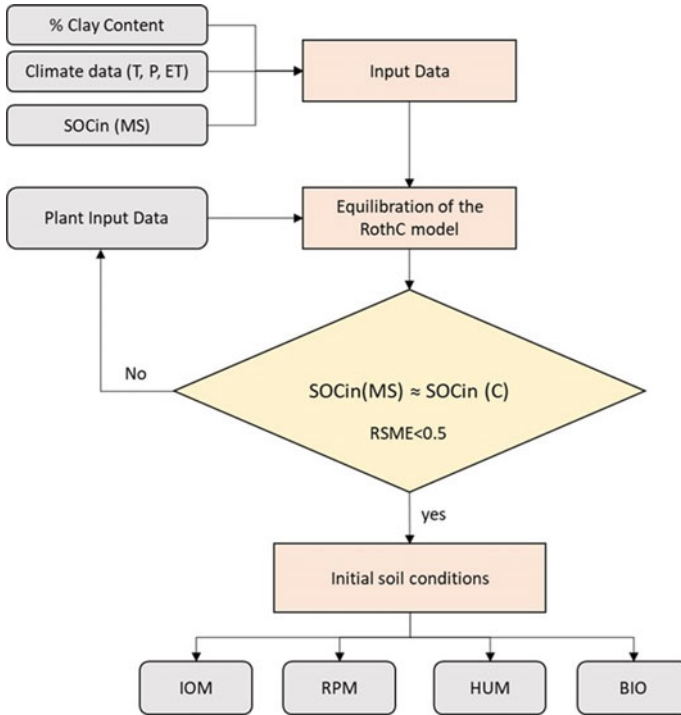 % Clay Content
Climate data (T, P, ET)
SOCin (MS)
Input Data
Plant Input Data
Equilibration of the
RothC model
No
SOCin(MS) ≈ SOCin (C)
RSME<0.5
yes
Initial soil conditions
IOM
RPM
HUM
BIO